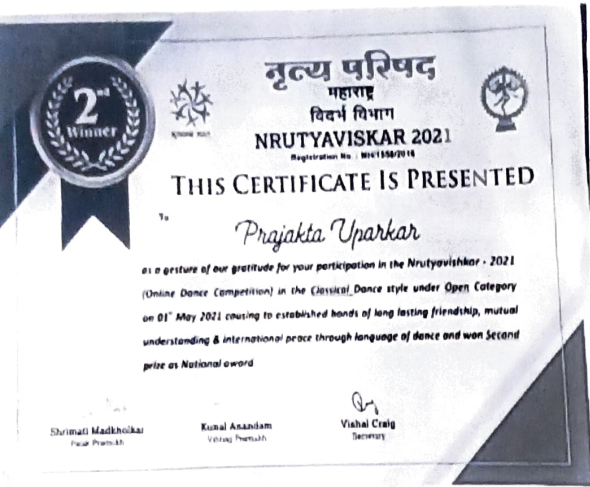 2nd
Winner
नृत्य परिषद
महाराष्ट्र
विदर्भ विभाग
NRUTYAVISKAR 2021
Registration No :
THIS CERTIFICATE IS PRESENTED
To
Prajakta Uparkar
as a gesture of our gratitude for your participation in the Nrutyavishkar - 2021
(Online Dance Competition) in the Classical Dance style under Open Category
on 01st May 2021 causing to established bonds of long lasting friendship, mutual
understanding & international peace through language of dance and won Second
prize as National award
Shrimati Madkholkar
Kunal Anandam
Vishal Craig
Secretary